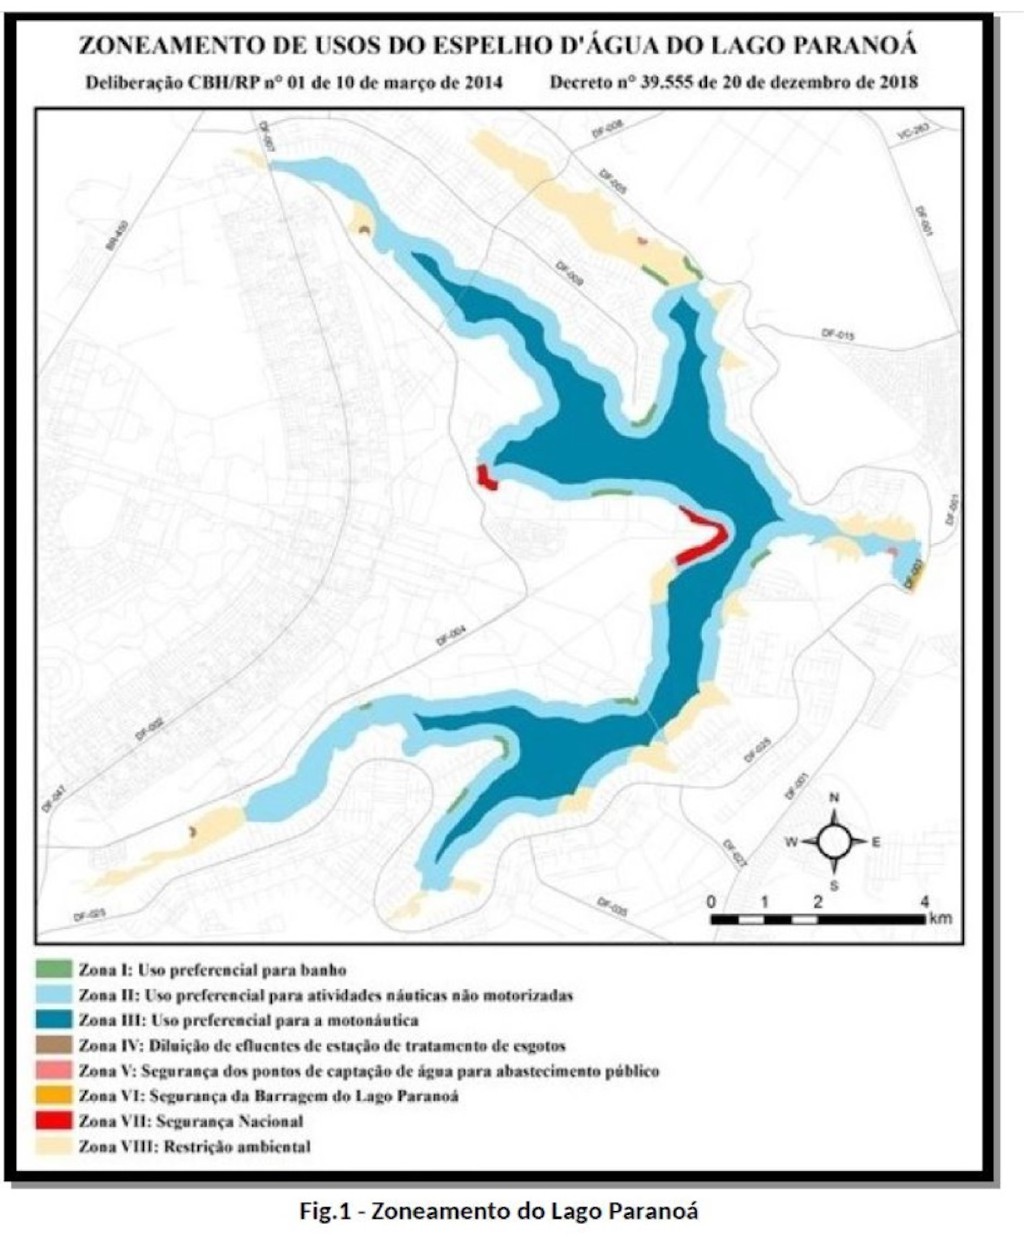 ZONEAMENTO DE USOS DO ESPELHO D'ÁGUA DO LAGO PARANOÁ
Deliberação CBH/RP nº 01 de 10 de março de 2014 Decreto nº 39.555 de 20 de dezembro de 2018
DF-007
DF-008
VC-263
DF-005
BR-450
DF-001
DF-009
DF-015
DF-001
DF-001
DF-004
DF-002
DF-025
DF-047
DF-001
DF-027
DF-025
DF-035
N
W
E
S
0 1 2 4
km
Zona I: Uso preferencial para banho
Zona II: Uso preferencial para atividades náuticas não motorizadas
Zona III: Uso preferencial para a motonáutica
Zona IV: Diluição de efluentes de estação de tratamento de esgotos
Zona V: Segurança dos pontos de captação de água para abastecimento público
Zona VI: Segurança da Barragem do Lago Paranoá
Zona VII: Segurança Nacional
Zona VIII: Restrição ambiental
Fig.1 - Zoneamento do Lago Paranoá